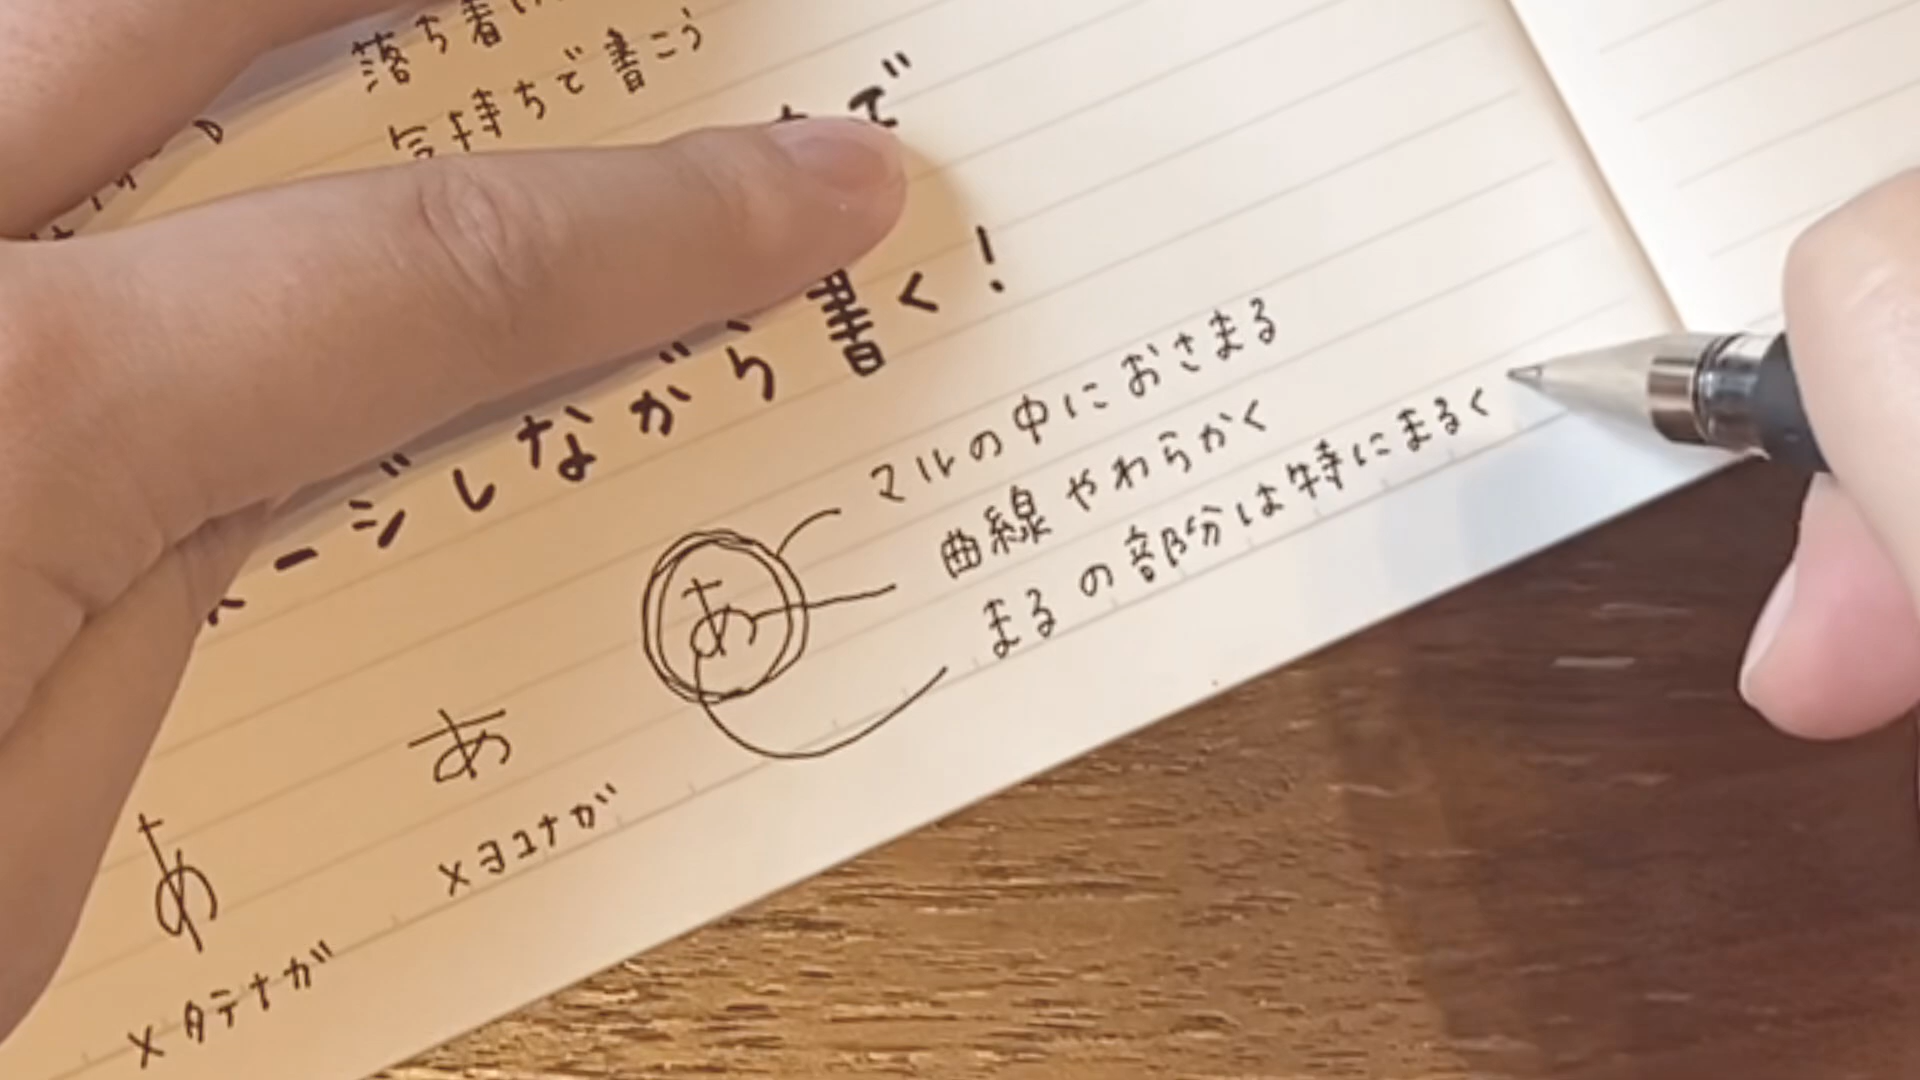 落ち着
気持ちで書こう
で
ージしながら書く!
マルの中におさまる
曲線やわらかく
まるの部分は特にまるく
あ
あ
×ヨコナガ
あ
×タテナガ